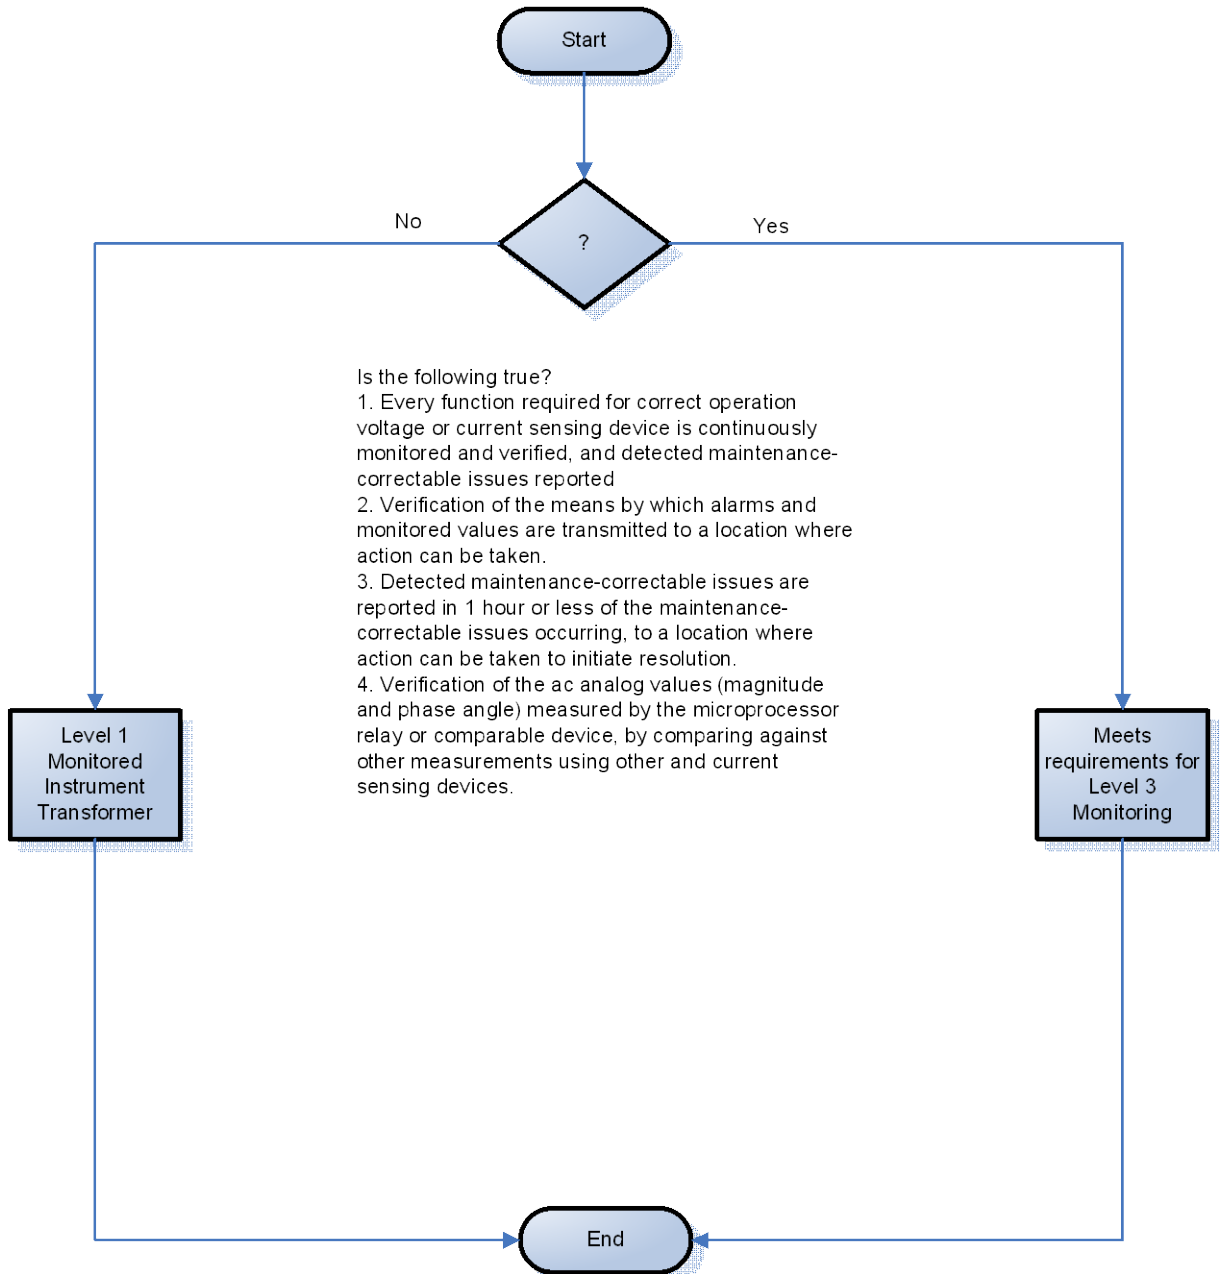 Start
No
Yes
?
Is the following true?
1. Every function required for correct operation
voltage or current sensing device is continuously
monitored and verified, and detected maintenance-
correctable issues reported
2. Verification of the means by which alarms and
monitored values are transmitted to a location where
action can be taken.
3. Detected maintenance-correctable issues are
reported in 1 hour or less of the maintenance-
correctable issues occurring, to a location where
action can be taken to initiate resolution.
4. Verification of the ac analog values (magnitude
and phase angle) measured by the microprocessor
relay or comparable device, by comparing against
other measurements using other and current
sensing devices.
Level 1
Monitored
Instrument
Transformer
Meets
requirements for
Level 3
Monitoring
End